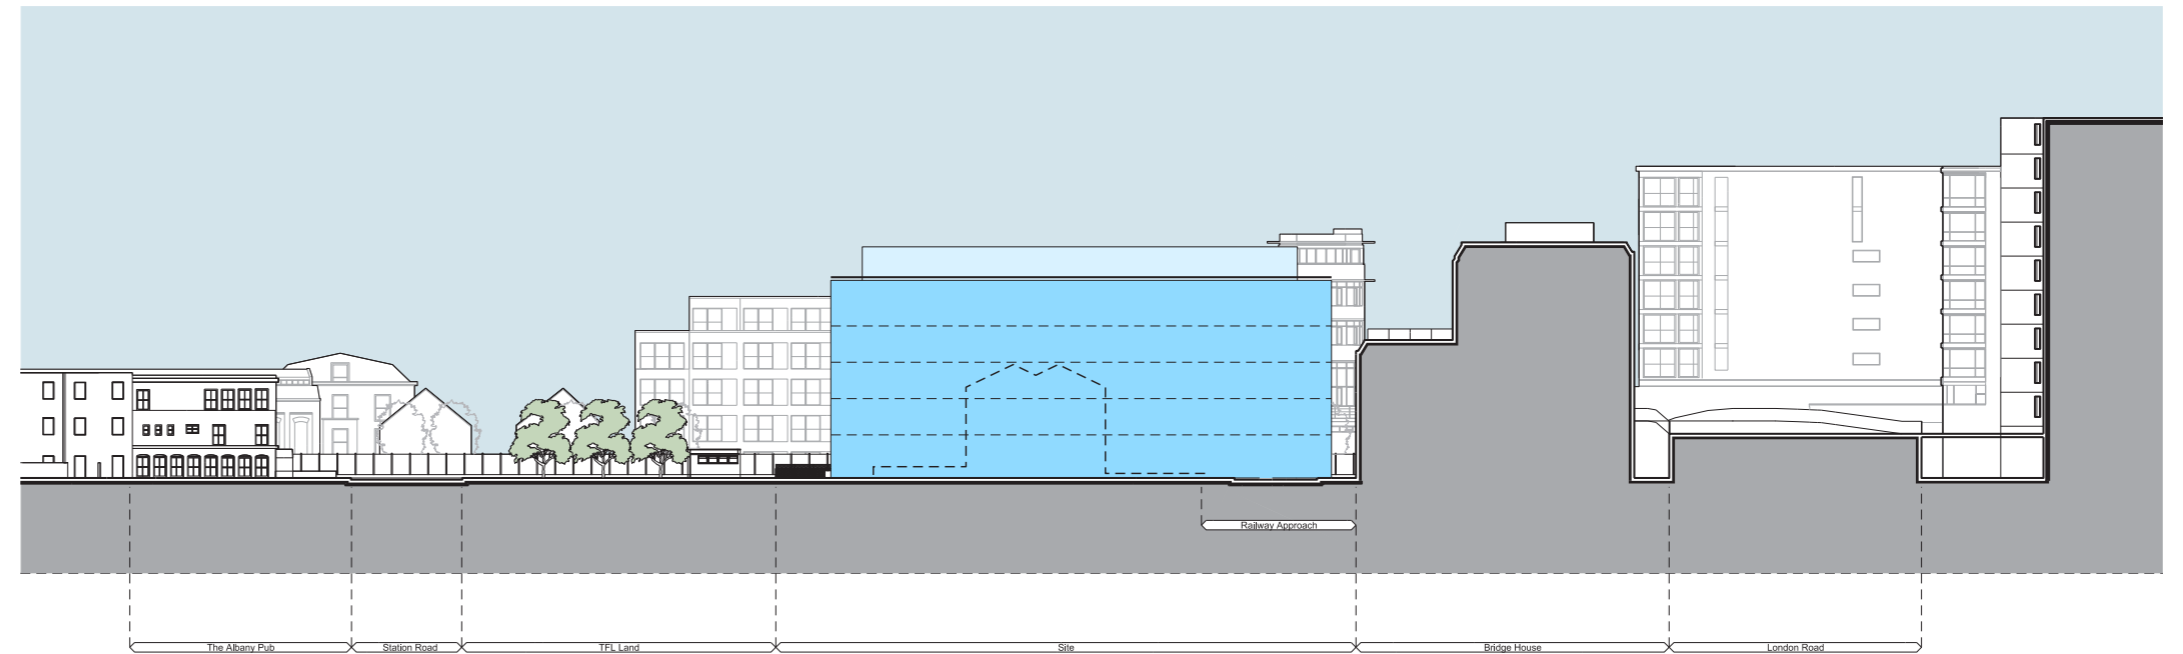 Railway Approach
The Albany Pub
Station Road
TFL Land
Site
Bridge House
London Road